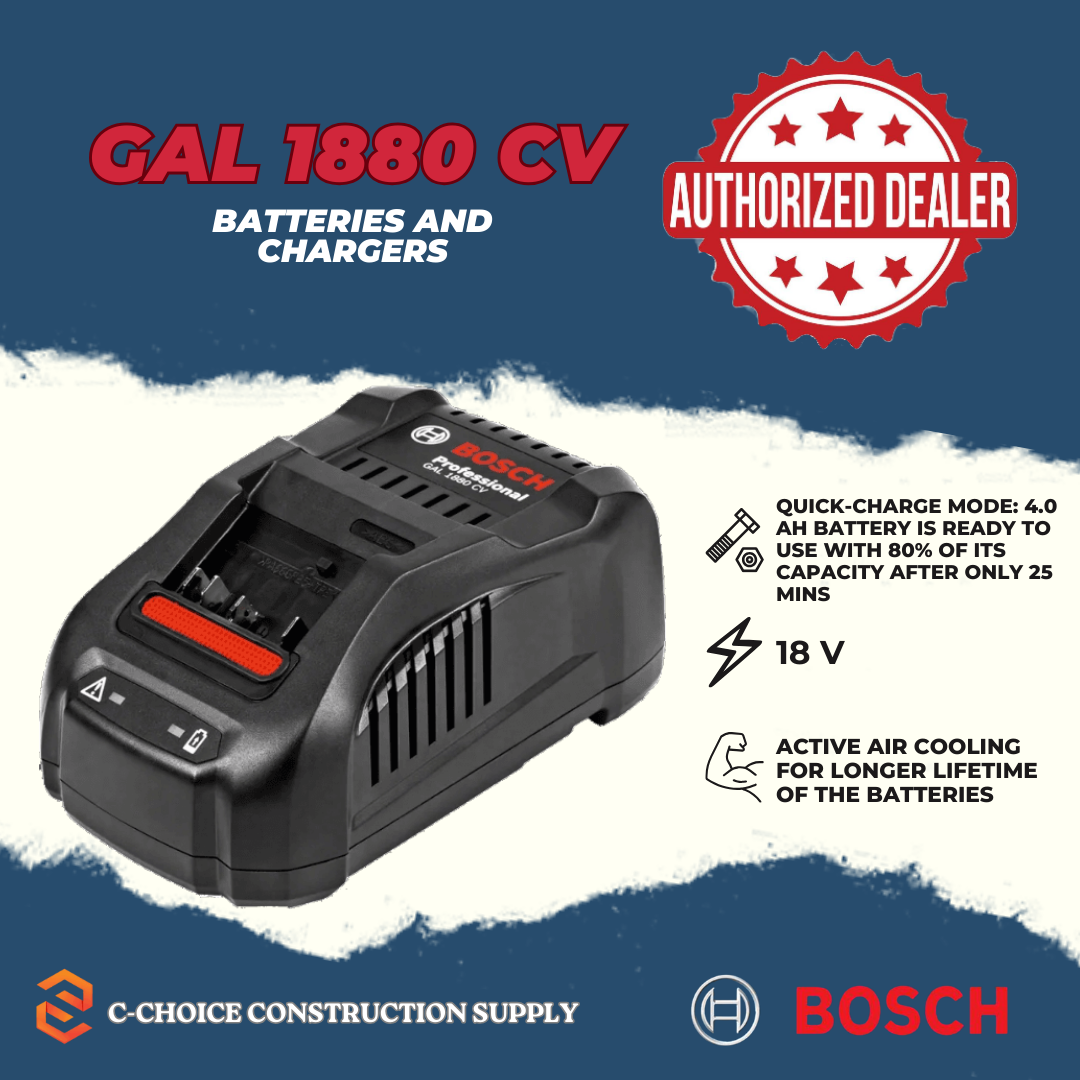 GAL 1880 CV
BATTERIES AND
CHARGERS
AUTHORIZED DEALER
BOSCH
Professional
GAL 1880 CV
QUICK-CHARGE MODE: 4.0
AH BATTERY IS READY TO
USE WITH 80% OF ITS
CAPACITY AFTER ONLY 25
MINS
18 V
ACTIVE AIR COOLING
FOR LONGER LIFETIME
OF THE BATTERIES
C-CHOICE CONSTRUCTION SUPPLY
BOSCH